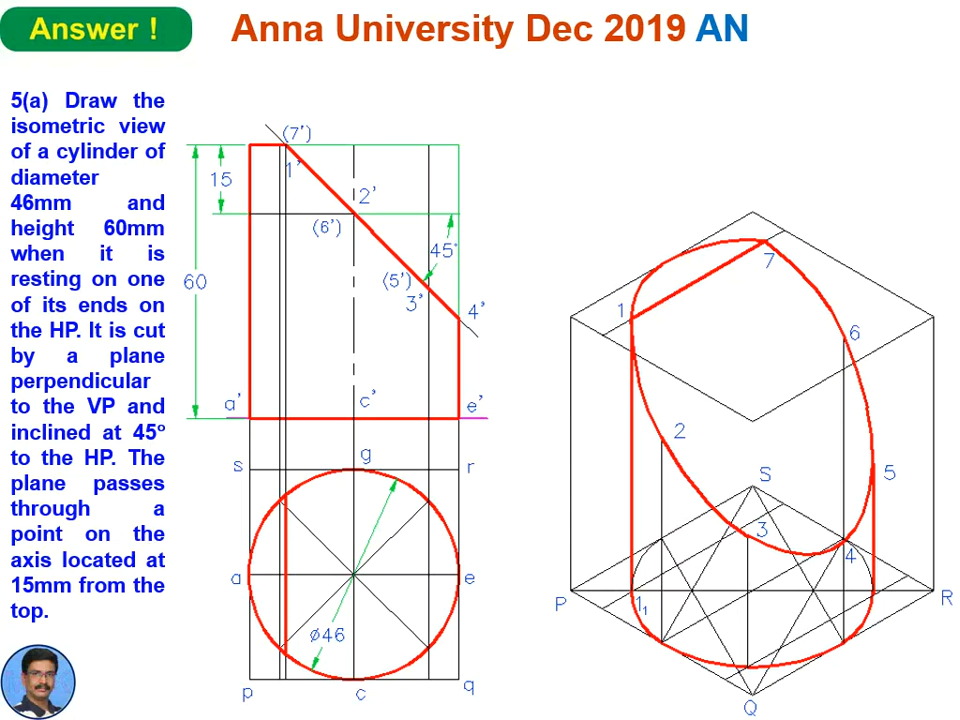 Answer !
Anna University Dec 2019 AN
5(a) Draw the
isometric view
of a cylinder of
diameter
46mm and
height 60mm
when it is
resting on one
of its ends on
the HP. It is cut
by a plane
perpendicular
to the VP and
inclined at 45°
to the HP. The
plane passes
through a
point on the
axis located at
15mm from the
top.
(7')
1'
15
2'
(6')
45°
60
(5')
3'
4'
a'
c'
e'
s
g
r
a
e
ø46
p
c
q
7
1
6
2
5
S
3
4
P
1₁
R
Q